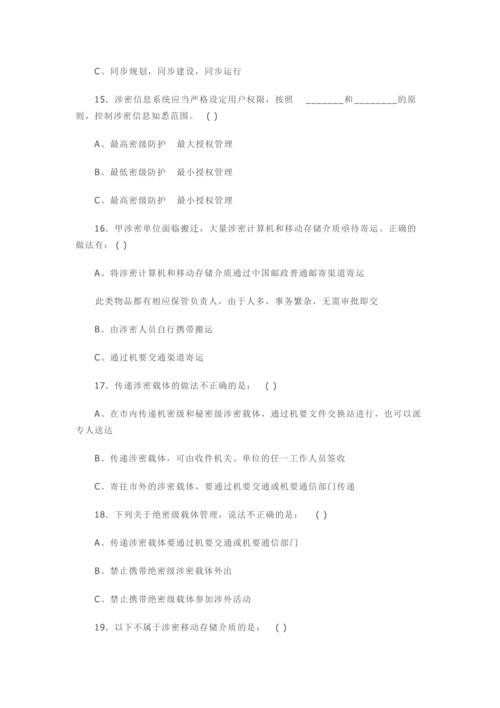 C、同步规划，同步建设，同步运行
15．涉密信息系统应当严格设定用户权限，按照 _______和________的原
则，控制涉密信息知悉范围。 ( )
A、最高密级防护 最大授权管理
B、最低密级防护 最小授权管理
C、最高密级防护 最小授权管理
16．甲涉密单位面临搬迁，大量涉密计算机和移动存储介质亟待寄运。正确的
做法有：( )
A、将涉密计算机和移动存储介质通过中国邮政普通邮寄渠道寄运
此类物品都有相应保管负责人，由于人多，事务繁杂，无需审批即交
B、由涉密人员自行携带搬运
C、通过机要交通渠道寄运
17．传递涉密载体的做法不正确的是： ( )
A、在市内传递机密级和秘密级涉密载体，通过机要文件交换站进行，也可以派
专人送达
B、传递涉密载体，可由收件机关、单位的任一工作人员签收
C、寄往市外的涉密载体，要通过机要交通或机要通信部门传递
18．下列关于绝密级载体管理，说法不正确的是： ( )
A、传递涉密载体要通过机要交通或机要通信部门
B、禁止携带绝密级涉密载体外出
C、禁止携带绝密级载体参加涉外活动
19．以下不属于涉密移动存储介质的是： ( )